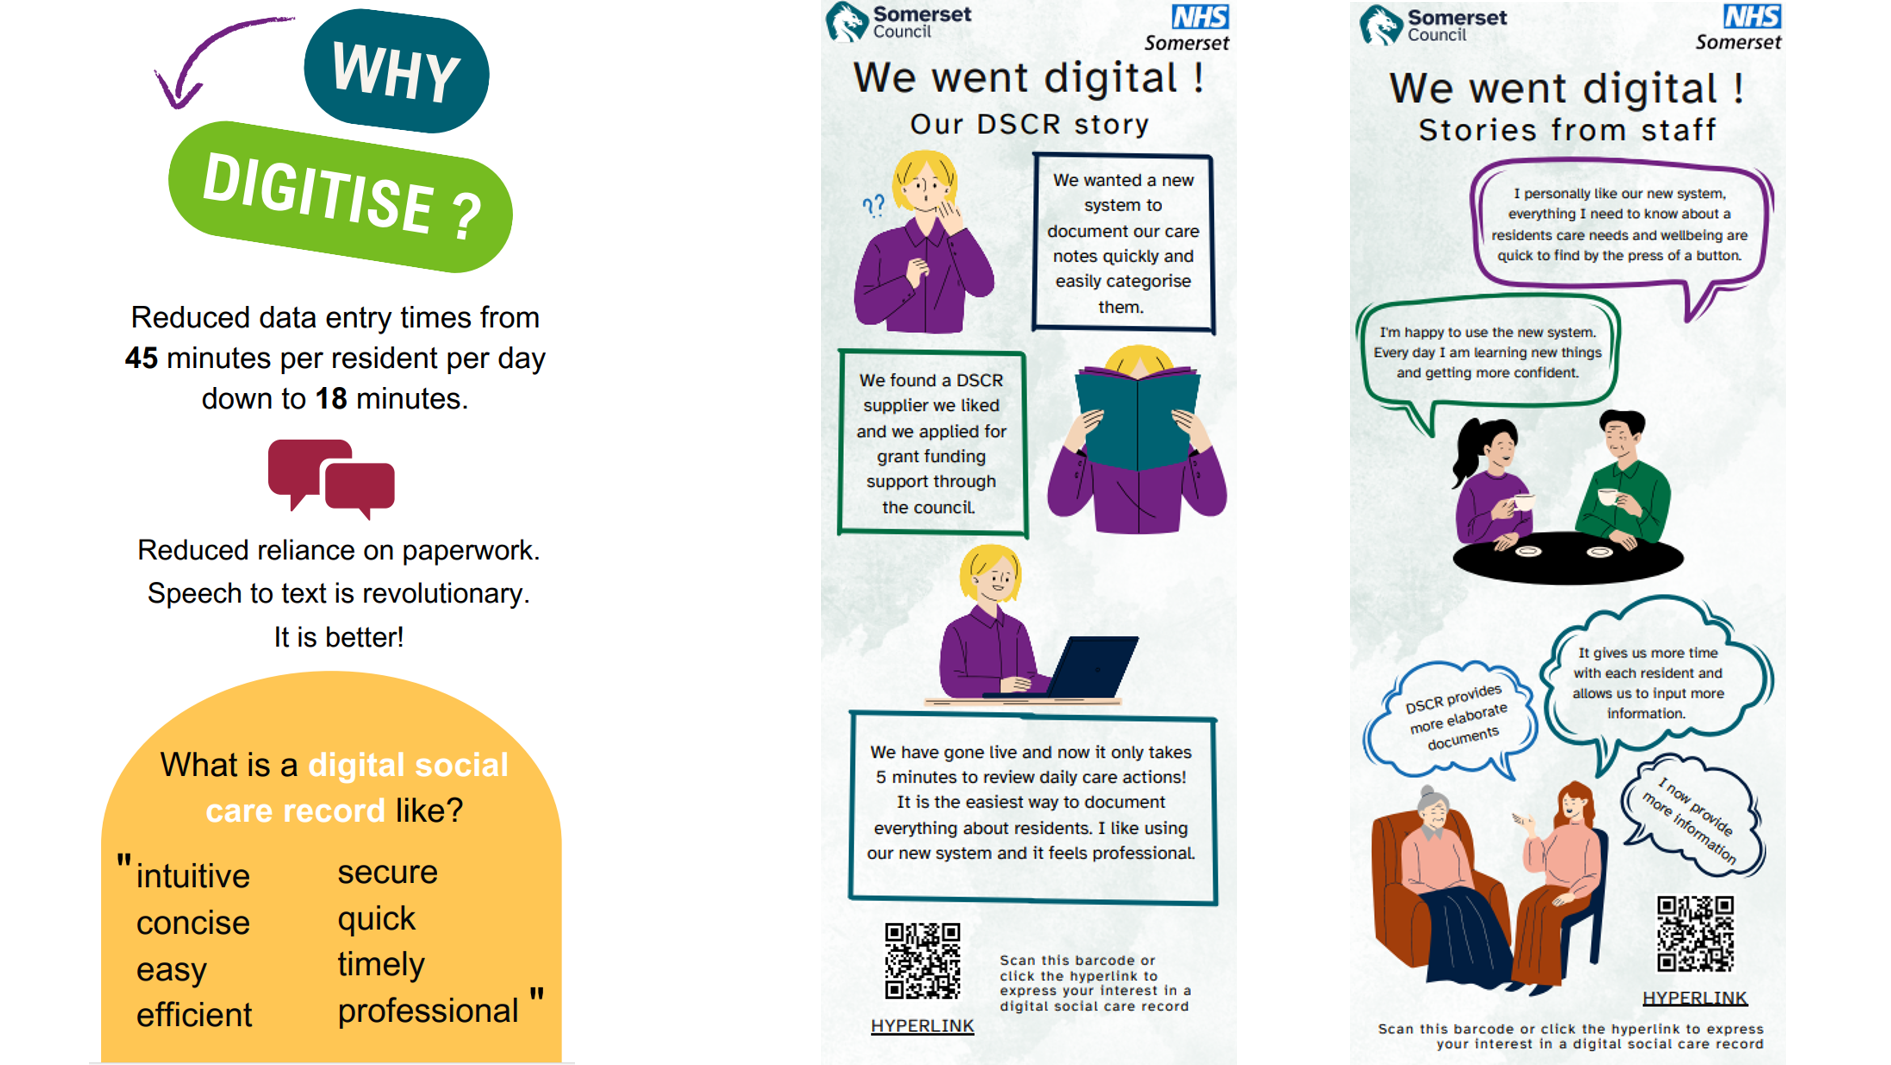 WHY
DIGITISE ?
Reduced data entry times from
45 minutes per resident per day
down to 18 minutes.
Reduced reliance on paperwork.
Speech to text is revolutionary.
It is better!
What is a digital social
care record like?
"intuitive
concise
easy
efficient
secure
quick
timely
professional "
Somerset
Council
NHS
Somerset
We went digital !
Our DSCR story
??
We wanted a new
system to
document our care
notes quickly and
easily categorise
them.
We found a DSCR
supplier we liked
and we applied for
grant funding
support through
the council.
We have gone live and now it only takes
5 minutes to review daily care actions!
It is the easiest way to document
everything about residents. I like using
our new system and it feels professional.
HYPERLINK
Scan this barcode or
click the hyperlink to
express your interest in a
digital social care record
Somerset
Council
NHS
Somerset
We went digital !
Stories from staff
I personally like our new system,
everything I need to know about a
residents care needs and wellbeing are
quick to find by the press of a button.
I'm happy to use the new system.
Every day I am learning new things
and getting more confident.
It gives us more time
with each resident and
allows us to input more
information.
DSCR provides
more elaborate
documents
I now provide
more information
HYPERLINK
Scan this barcode or click the hyperlink to express
your interest in a digital social care record